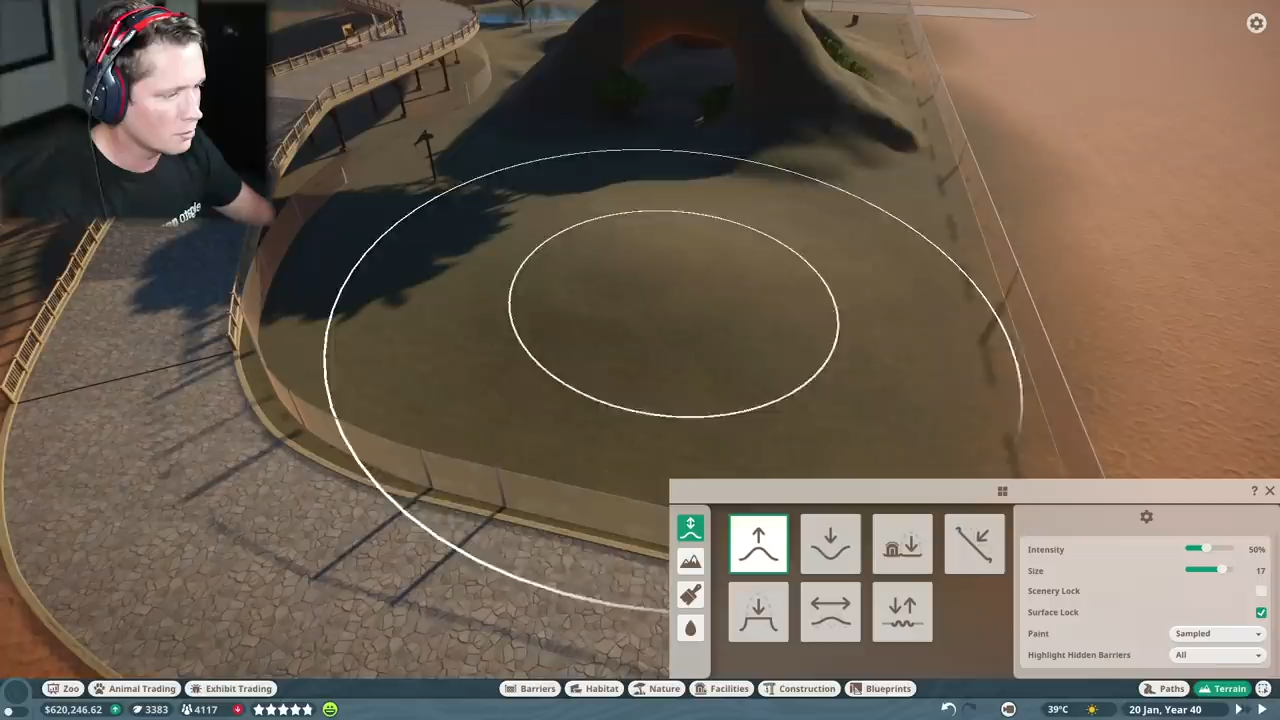 ?
Intensity 50%
Size 17
Scenery Lock
Surface Lock
Paint Sampled
Highlight Hidden Barriers All
Zoo Animal Trading Exhibit Trading Barriers Habitat Nature Facilities Construction Blueprints Paths Terrain
$620,246.62 3383 4117 39°C 20 Jan, Year 40